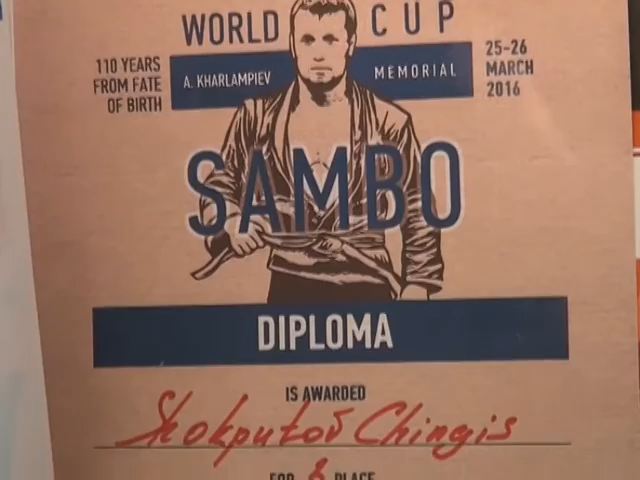 WORLD CUP
110 YEARS
FROM FATE
OF BIRTH
A. KHARLAMPIEV MEMORIAL
25-26
MARCH
2016
SAMBO
DIPLOMA
IS AWARDED
Shokputov Chingis
FOR PLACE